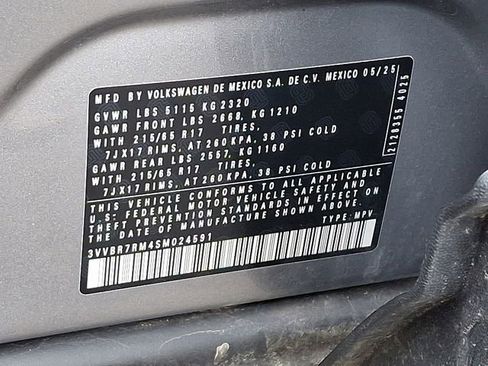 MFD BY VOLKSWAGEN DE MEXICO S.A. DE C.V. MEXICO 05/25
GVWR LBS 5115 KG 2320
GAWR FRONT LBS 2668, KG 1210
WITH 215/65 R17 TIRES,
7JX17 RIMS, AT 260 KPA, 38 PSI COLD
GAWR REAR LBS 2557, KG 1160
WITH 215/65 R17 TIRES,
7JX17 RIMS, AT 260 KPA, 38 PSI COLD
THIS VEHICLE CONFORMS TO ALL APPLICABLE
U.S. FEDERAL MOTOR VEHICLE SAFETY AND
THEFT PREVENTION STANDARDS IN EFFECT ON
DATE OF MANUFACTURE SHOWN ABOVE.
3VVBR7RM4SM024591 TYPE: MPV
2128355 4025